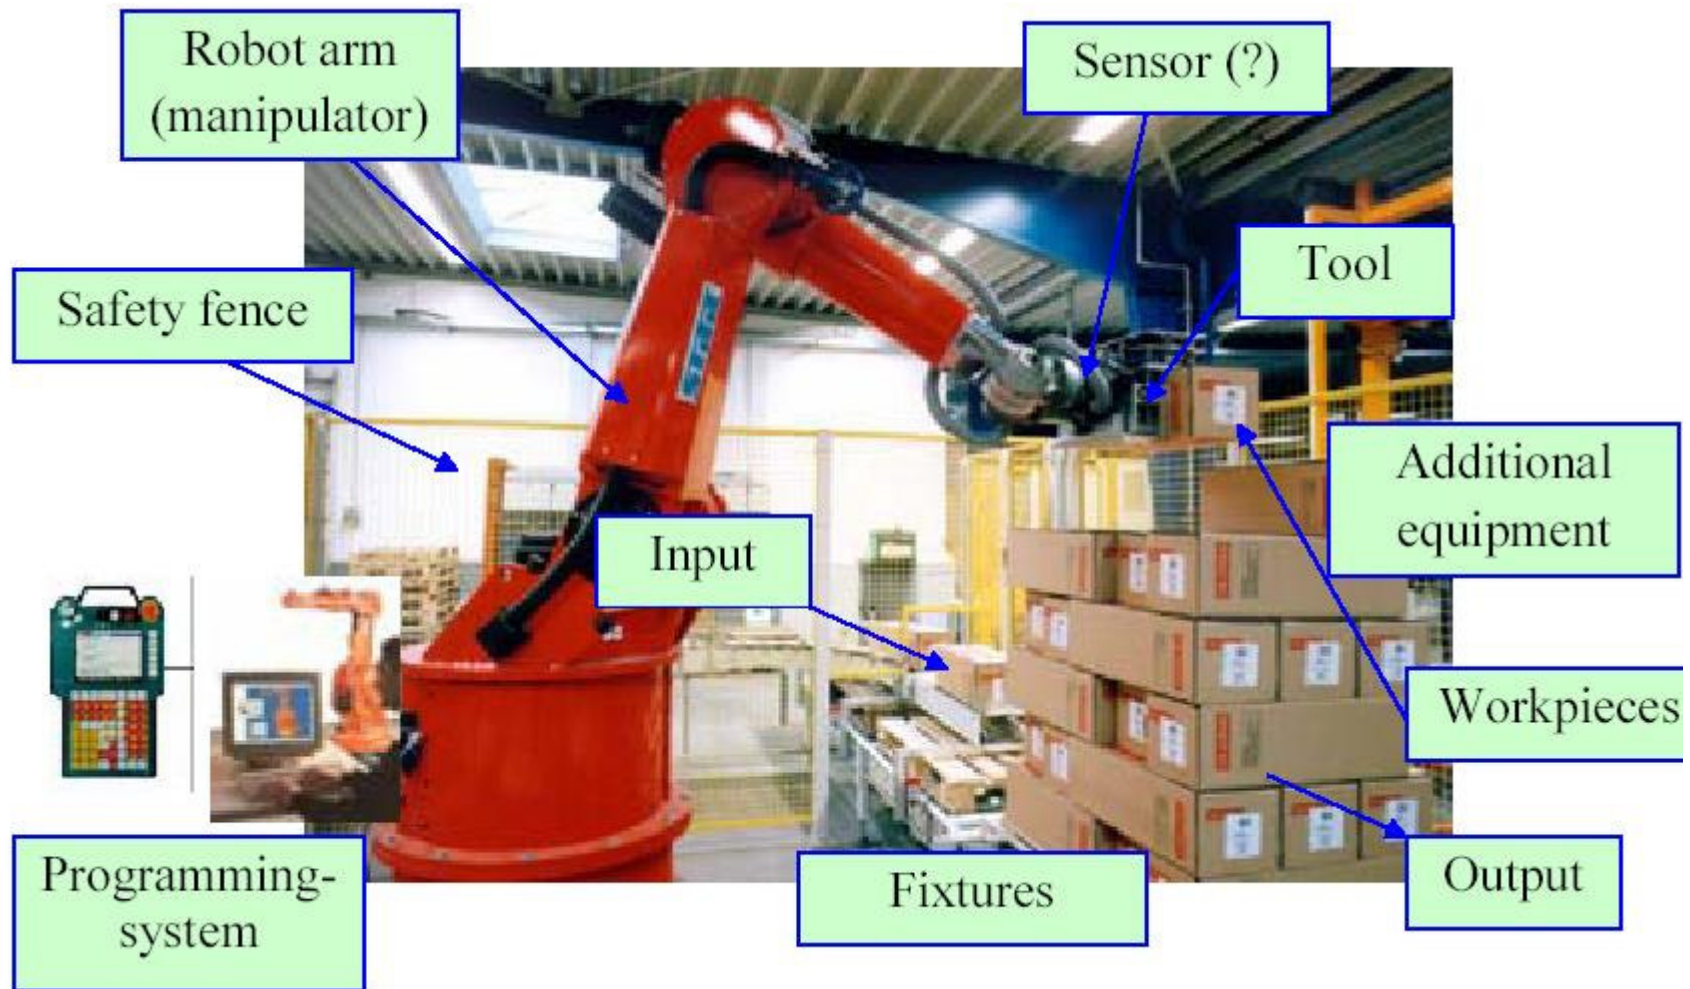 Robot arm
(manipulator)
Sensor (?)
Tool
Safety fence
Additional
equipment
Input
Workpieces
Programming-
system
Fixtures
Output